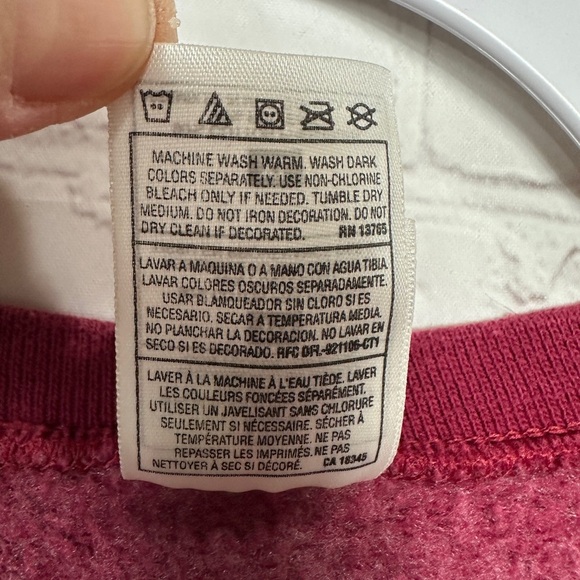 MACHINE WASH WARM. WASH DARK
COLORS SEPARATELY. USE NON-CHLORINE
BLEACH ONLY IF NEEDED. TUMBLE DRY
MEDIUM. DO NOT IRON DECORATION. DO NOT
DRY CLEAN IF DECORATED. RN 13765
LAVAR A MAQUINA O A MANO CON AGUA TIBIA.
LAVAR COLORES OSCUROS SEPARADAMENTE.
USAR BLANQUEADOR SIN CLORO SI ES
NECESARIO. SECAR A TEMPERATURA MEDIA.
NO PLANCHAR LA DECORACION. NO LAVAR EN
SECO SI ES DECORADO. RFC DFL-921106-CT1
LAVER À LA MACHINE À L'EAU TIÈDE. LAVER
LES COULEURS FONCÉES SÉPARÉMENT.
UTILISER UN JAVELISANT SANS CHLORURE
SEULEMENT SI NÉCESSAIRE. SÉCHER À
TEMPÉRATURE MOYENNE. NE PAS
REPASSER LES IMPRIMÉS. NE PAS
NETTOYER À SEC SI DÉCORÉ. CA 18345